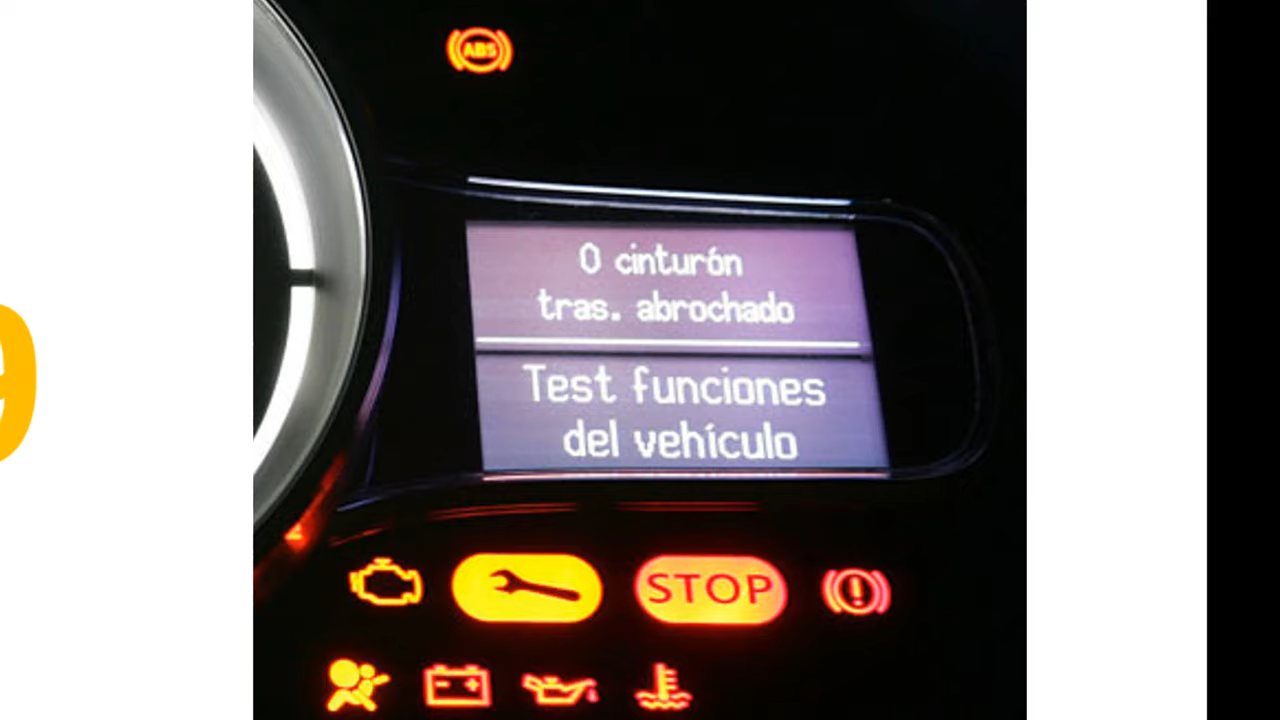 ABS
0 cinturón
tras. abrochado
Test funciones
del vehículo
STOP